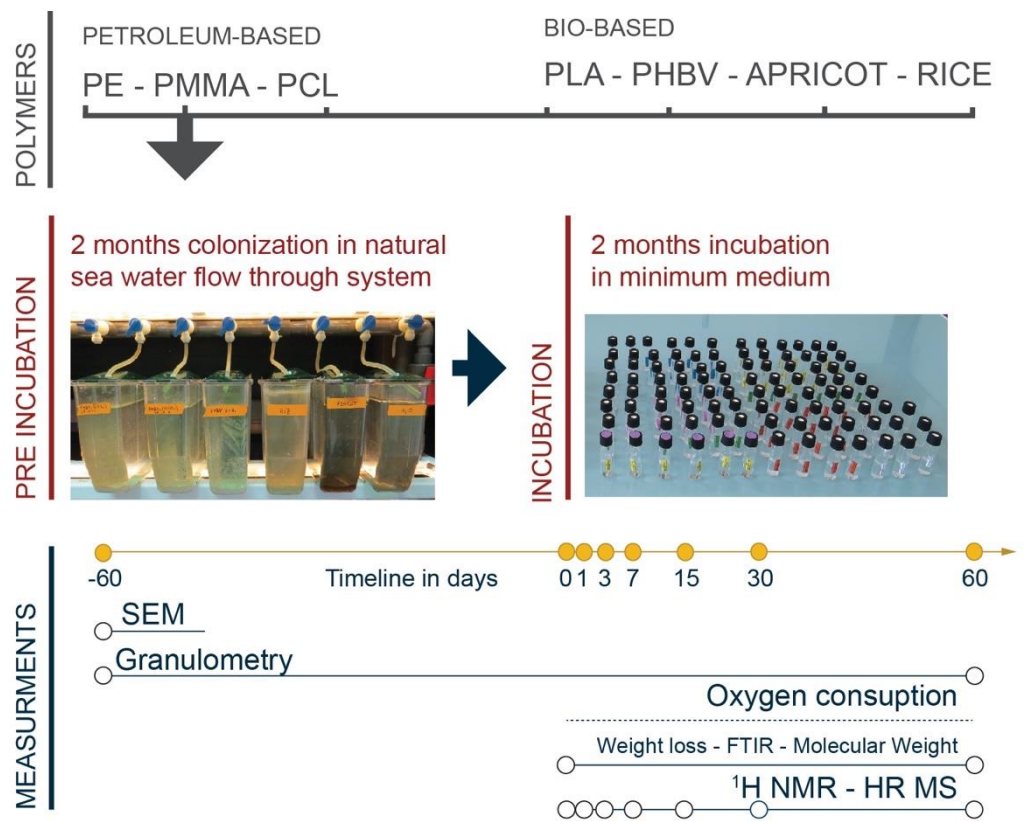 POLYMERS
PETROLEUM-BASED
PE - PMMA - PCL
BIO-BASED
PLA - PHBV - APRICOT - RICE
PRE INCUBATION
2 months colonization in natural
sea water flow through system
INCUBATION
2 months incubation
in minimum medium
MEASURMENTS
-60
Timeline in days
0 1 3 7 15 30 60
SEM
Granulometry
Oxygen consuption
Weight loss - FTIR - Molecular Weight
¹H NMR - HR MS